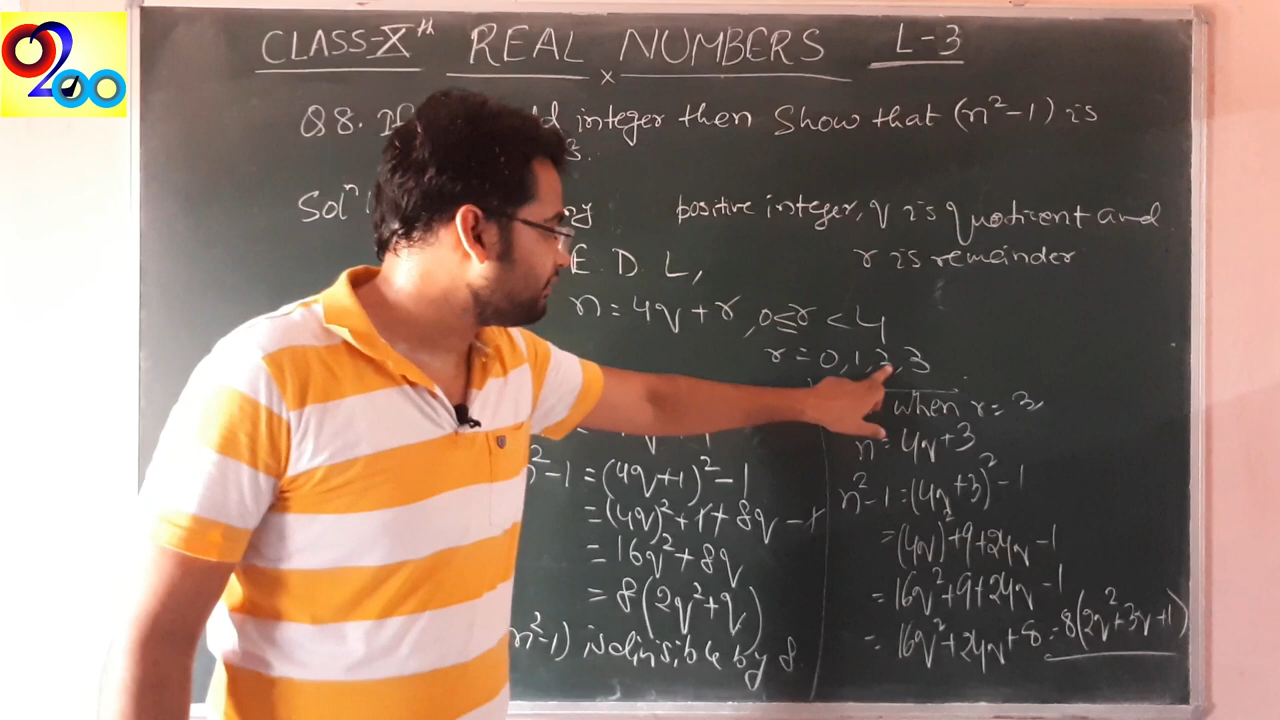 CLASS-Xth REAL NUMBERS L-3
x
Q8. If d integer then Show that (n²-1) is
Solⁿ positive integer, q is quotient and
E. D. L, r is remainder
n = 4q + r, 0 ≤ r < 4
r = 0, 1, 2, 3
n²-1 = (4q+1)² - 1
= (4q)² + 1 + 8q - 1
= 16q² + 8q
= 8(2q² + q)
n²-1) is divisible by 8.
when r = 3
n = 4q + 3
n²-1 = (4q+3)² - 1
= (4q)² + 9 + 24q - 1
= 16q² + 9 + 24q - 1
= 16q² + 24q + 8 = 8(2q² + 3q + 1)